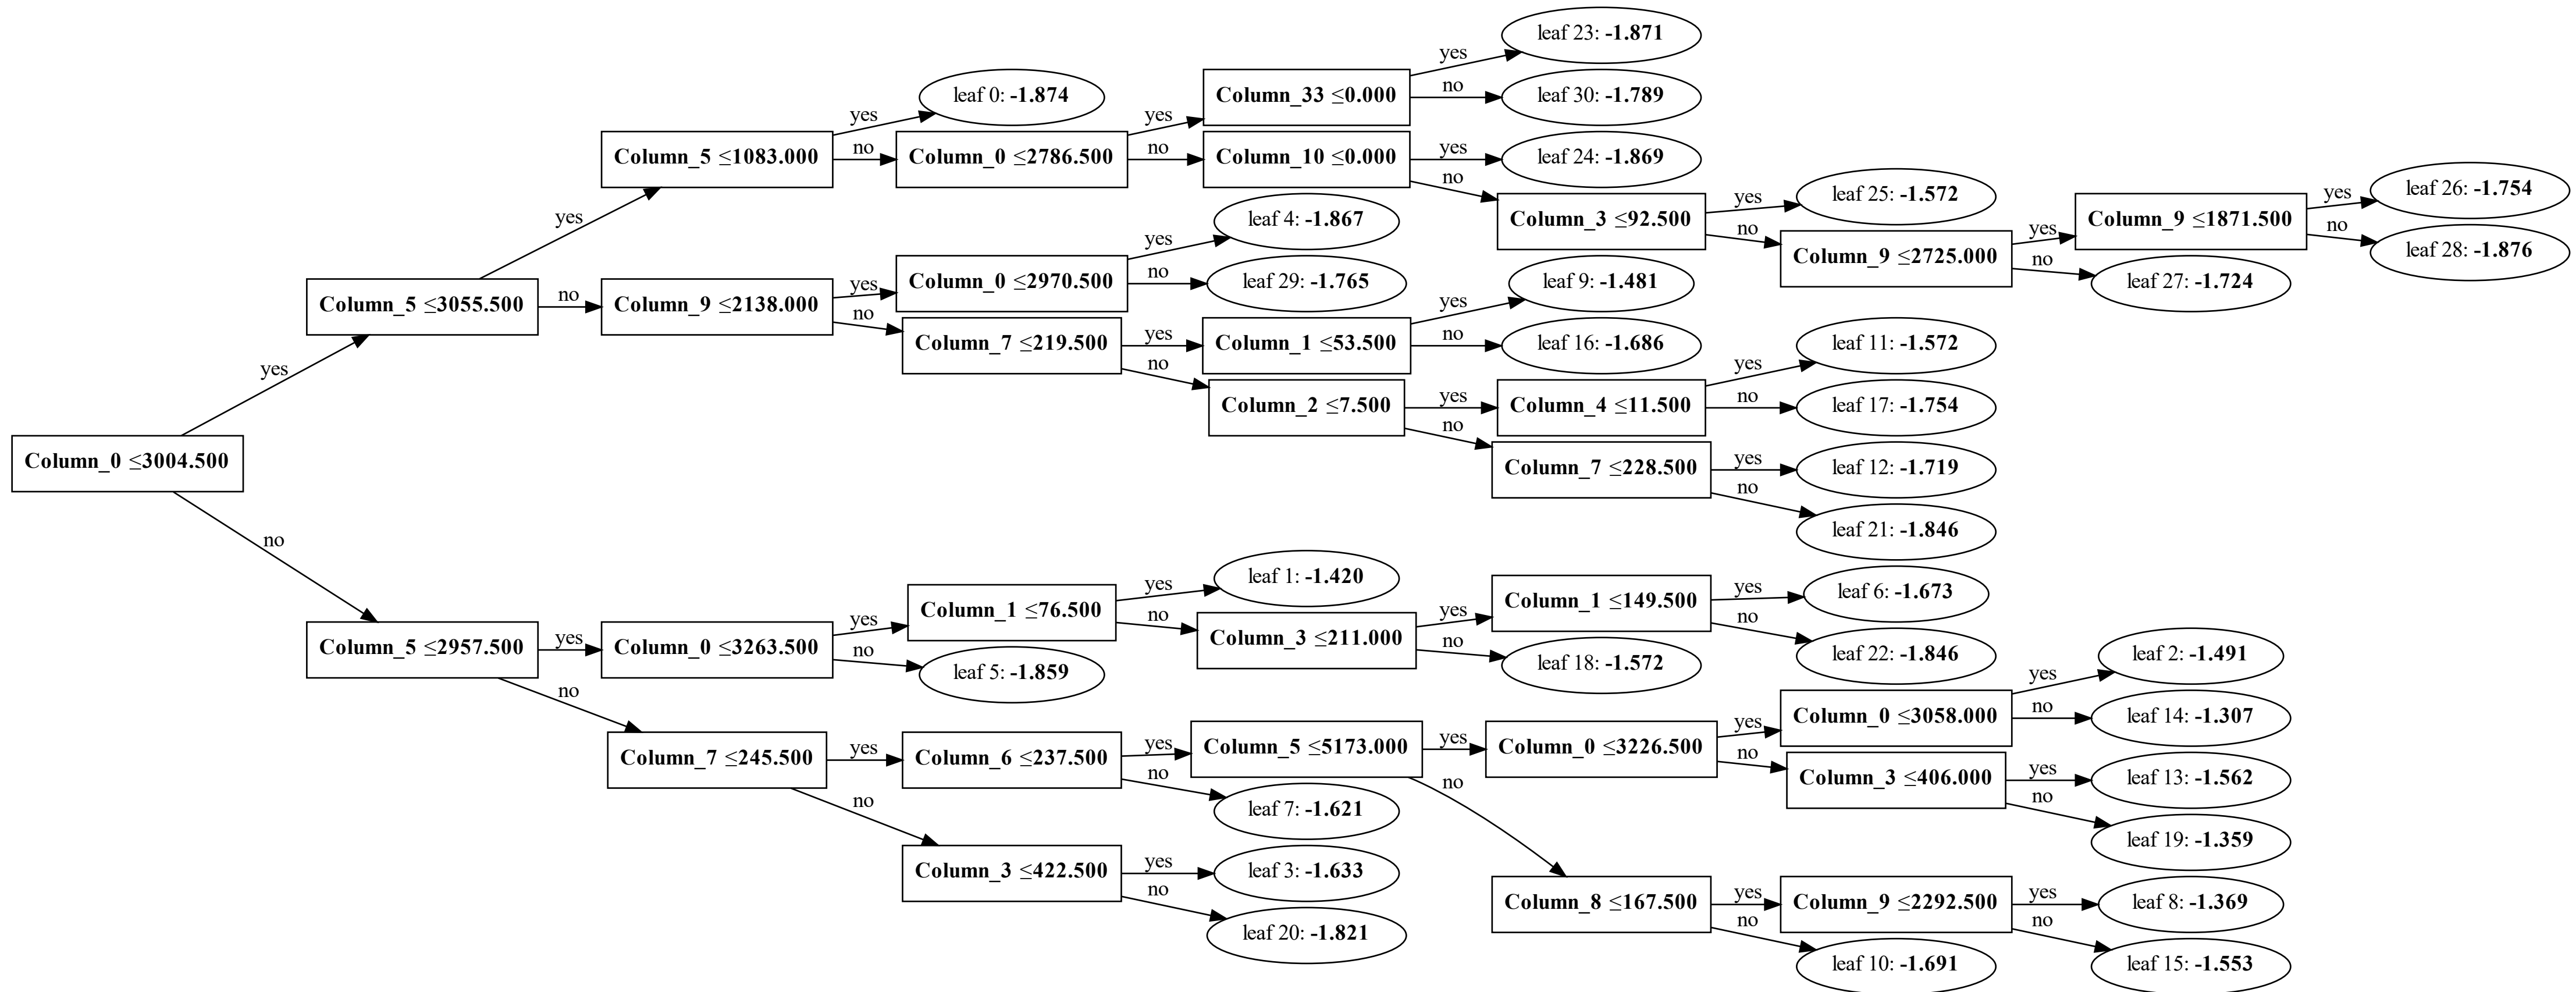 leaf 23: -1.871
yes
Column_33 ≤0.000
no
leaf 30: -1.789
leaf 0: -1.874
yes
yes
Column_5 ≤1083.000
no
Column_0 ≤2786.500
no
Column_10 ≤0.000
yes
leaf 24: -1.869
no
Column_3 ≤92.500
yes
leaf 25: -1.572
no
Column_9 ≤2725.000
yes
Column_9 ≤1871.500
yes
leaf 26: -1.754
no
leaf 28: -1.876
no
leaf 27: -1.724
yes
Column_5 ≤3055.500
no
Column_9 ≤2138.000
yes
Column_0 ≤2970.500
yes
leaf 4: -1.867
no
leaf 29: -1.765
no
Column_7 ≤219.500
yes
Column_1 ≤53.500
yes
leaf 9: -1.481
no
leaf 16: -1.686
no
Column_2 ≤7.500
yes
Column_4 ≤11.500
yes
leaf 11: -1.572
no
leaf 17: -1.754
no
Column_7 ≤228.500
yes
leaf 12: -1.719
no
leaf 21: -1.846
yes
Column_0 ≤3004.500
no
Column_5 ≤2957.500
yes
Column_0 ≤3263.500
yes
Column_1 ≤76.500
yes
leaf 1: -1.420
no
Column_3 ≤211.000
yes
Column_1 ≤149.500
yes
leaf 6: -1.673
no
leaf 22: -1.846
no
leaf 18: -1.572
no
leaf 5: -1.859
no
Column_7 ≤245.500
yes
Column_6 ≤237.500
yes
Column_5 ≤5173.000
yes
Column_0 ≤3226.500
yes
Column_0 ≤3058.000
yes
leaf 2: -1.491
no
leaf 14: -1.307
no
Column_3 ≤406.000
yes
leaf 13: -1.562
no
leaf 19: -1.359
no
leaf 7: -1.621
no
Column_8 ≤167.500
yes
Column_9 ≤2292.500
yes
leaf 8: -1.369
no
leaf 15: -1.553
no
leaf 10: -1.691
no
Column_3 ≤422.500
yes
leaf 3: -1.633
no
leaf 20: -1.821